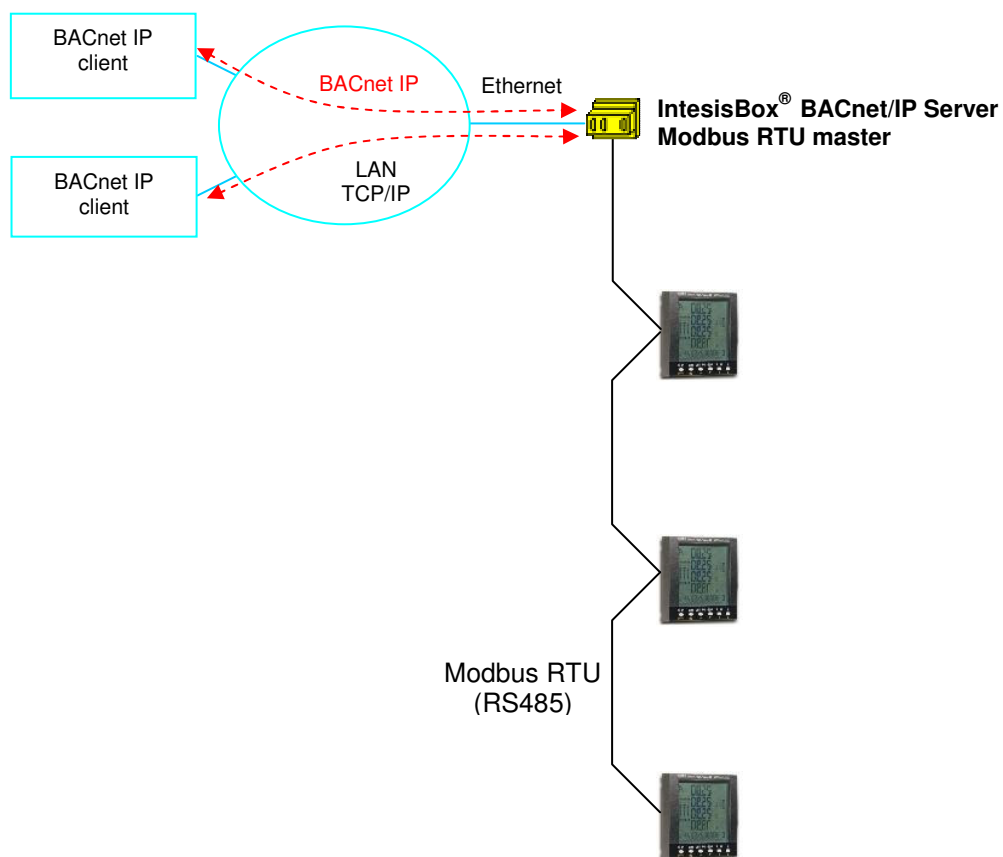 BACnet IP
client
BACnet IP
Ethernet
IntesisBox® BACnet/IP Server
Modbus RTU master
BACnet IP
client
LAN
TCP/IP
Modbus RTU
(RS485)